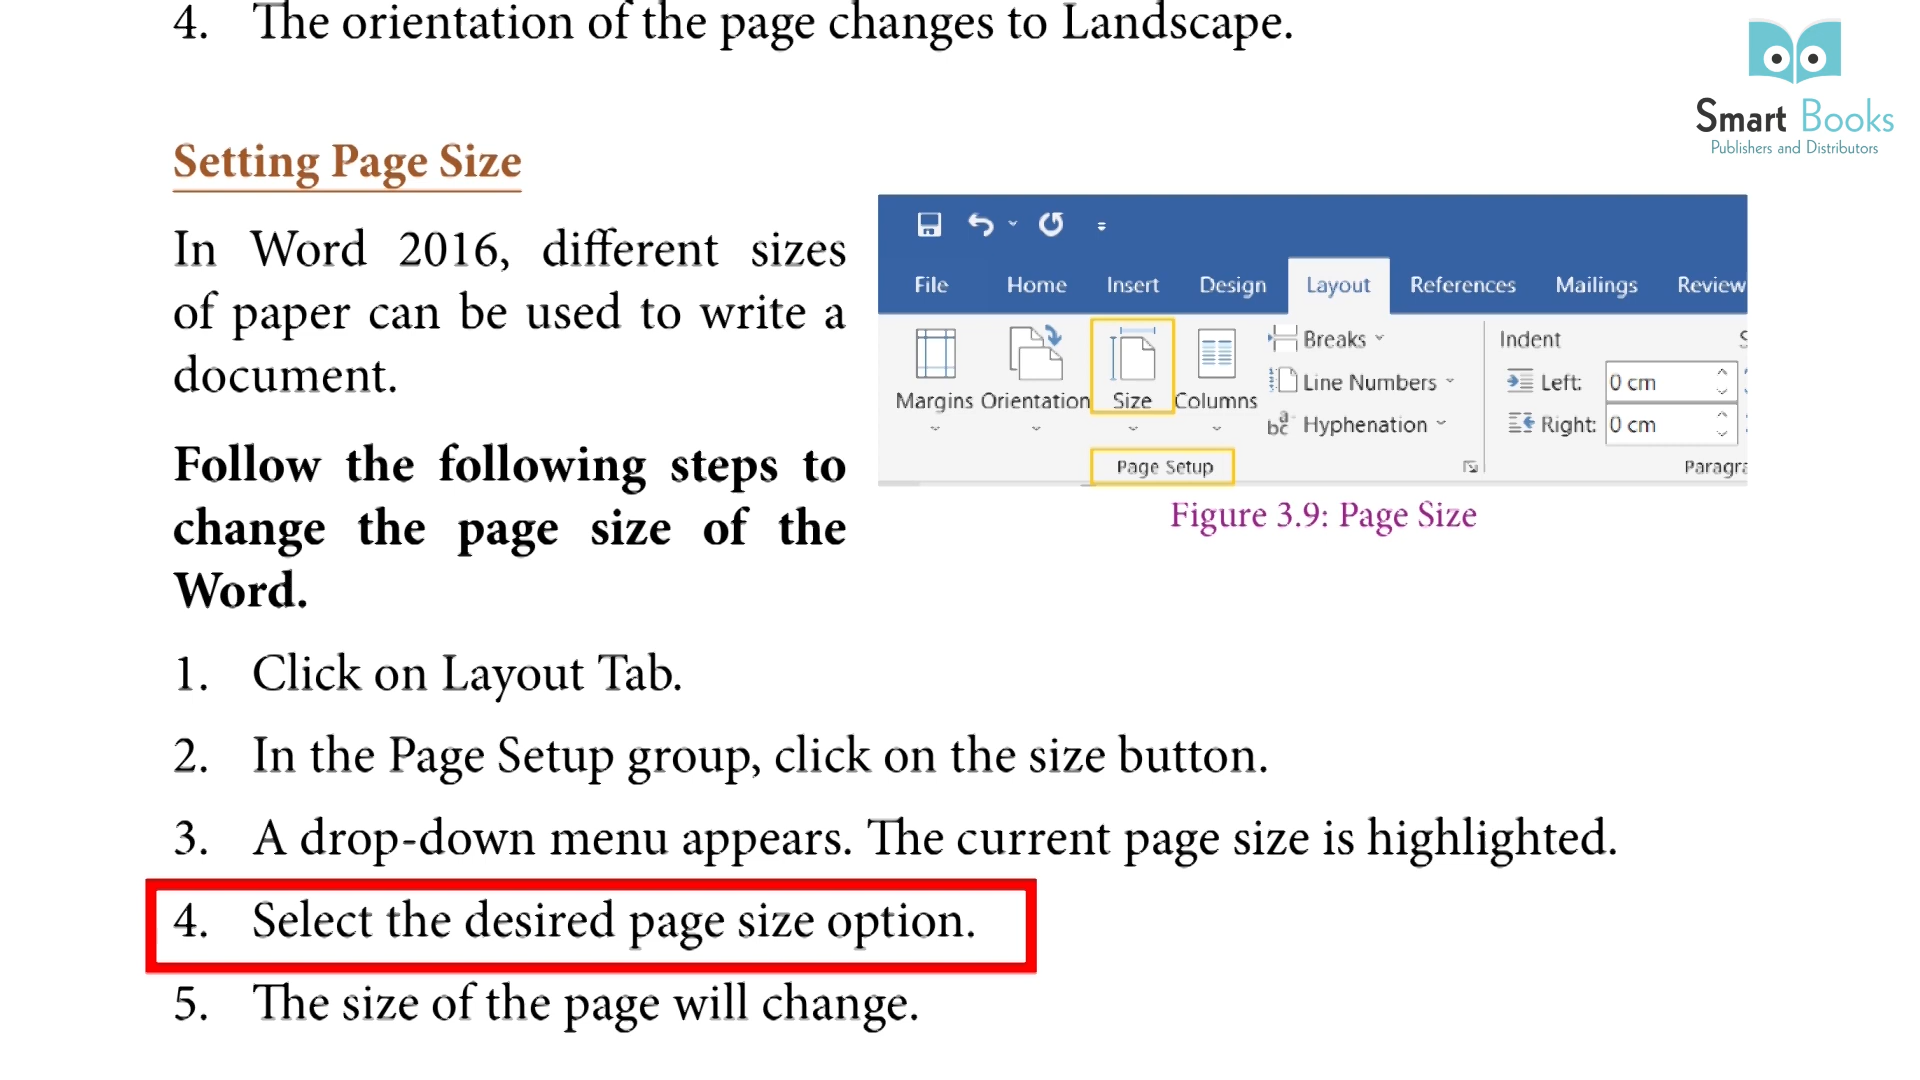 4. The orientation of the page changes to Landscape.
Smart Books
Publishers and Distributors
Setting Page Size
In Word 2016, different sizes
of paper can be used to write a
document.
Follow the following steps to
change the page size of the
Word.
File Home Insert Design Layout References Mailings Review
Margins Orientation Size Columns
Breaks
Line Numbers
Hyphenation
Indent S
Left: 0 cm
Right: 0 cm
Page Setup Paragra
Figure 3.9: Page Size
1. Click on Layout Tab.
2. In the Page Setup group, click on the size button.
3. A drop-down menu appears. The current page size is highlighted.
4. Select the desired page size option.
5. The size of the page will change.